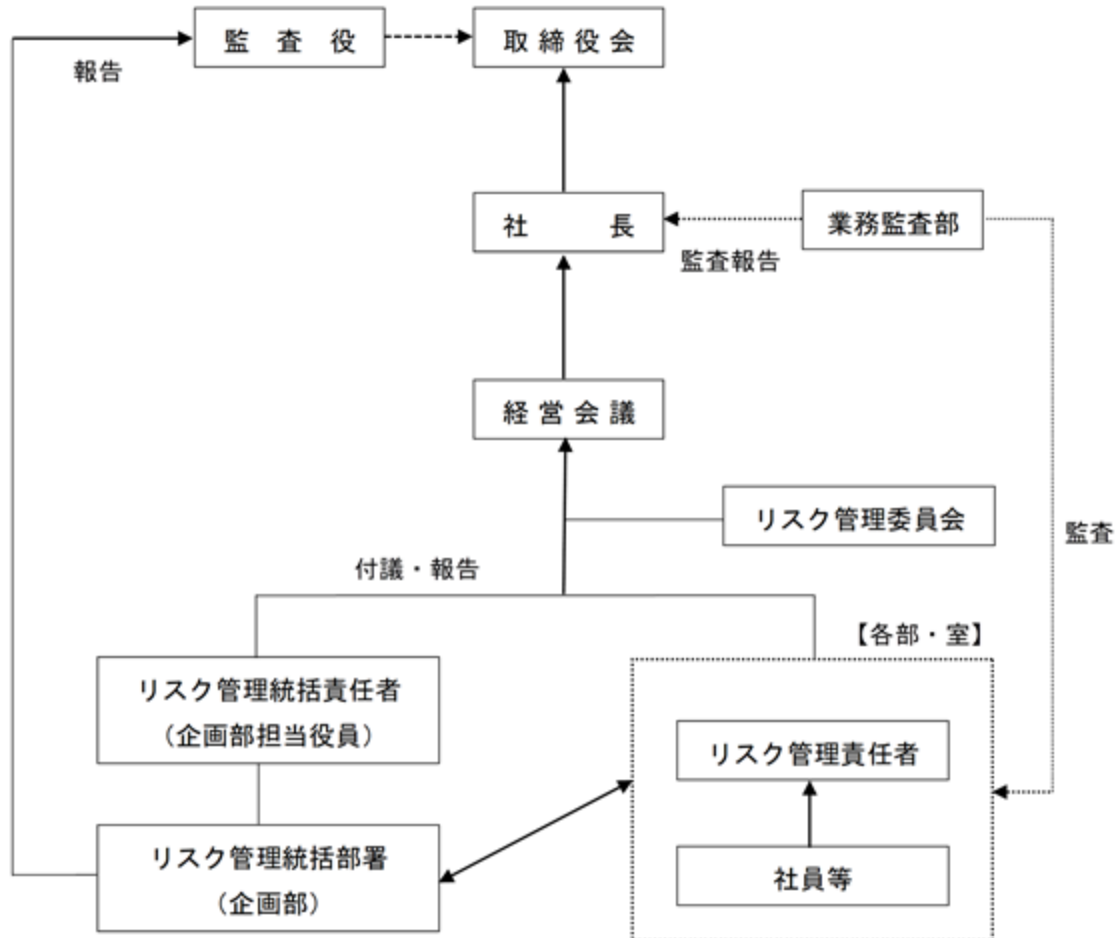 監 査 役
取 締 役 会
報告
社 長
業務監査部
監査報告
経 営 会 議
リスク管理委員会
監査
付議・報告
【各部・室】
リスク管理統括責任者
（企画部担当役員）
リスク管理責任者
リスク管理統括部署
（企画部）
社員等